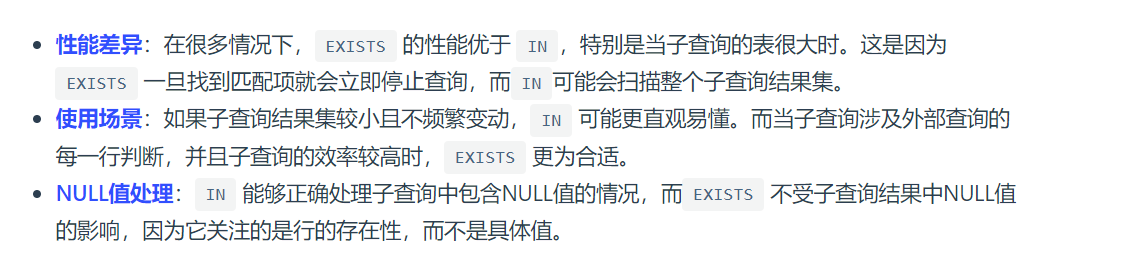 • 性能差异：在很多情况下， EXISTS 的性能优于 IN ，特别是当子查询的表很大时。这是因为
EXISTS 一旦找到匹配项就会立即停止查询，而 IN 可能会扫描整个子查询结果集。
• 使用场景：如果子查询结果集较小且不频繁变动， IN 可能更直观易懂。而当子查询涉及外部查询的
每一行判断，并且子查询的效率较高时， EXISTS 更为合适。
• NULL值处理： IN 能够正确处理子查询中包含NULL值的情况，而 EXISTS 不受子查询结果中NULL值
的影响，因为它关注的是行的存在性，而不是具体值。